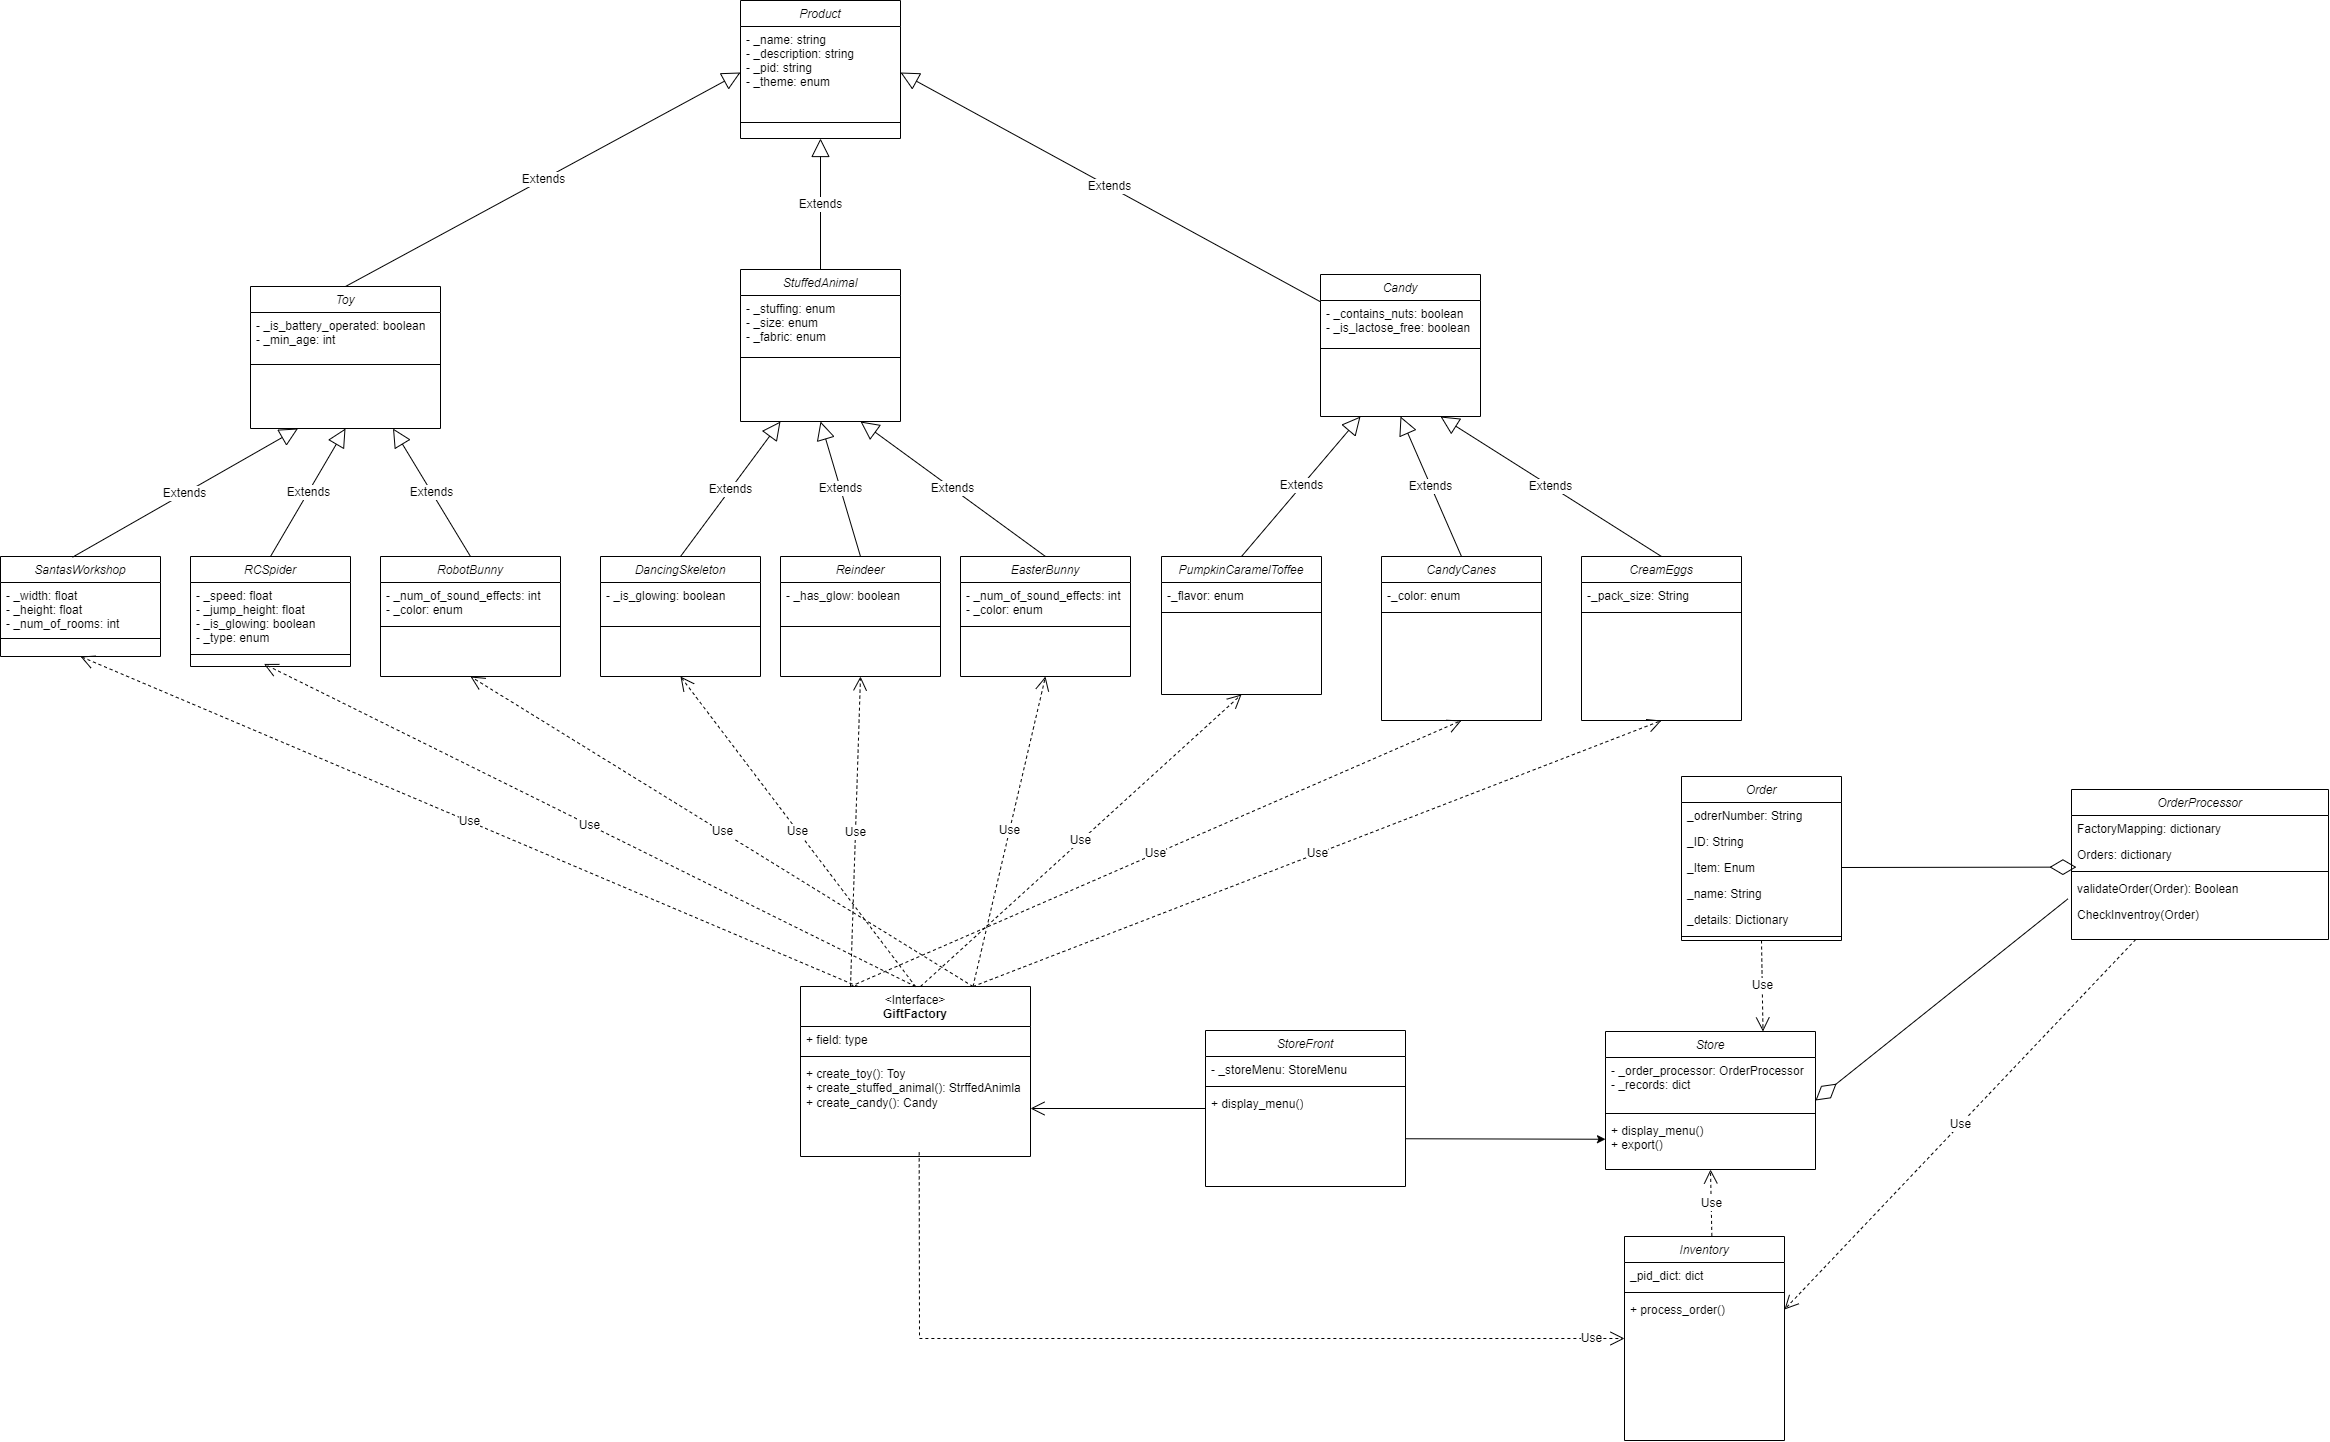 Product
- _name: string
- _description: string
- _pid: string
- _theme: enum
Extends
Extends
Extends
Toy
- _is_battery_operated: boolean
- _min_age: int
StuffedAnimal
- _stuffing: enum
- _size: enum
- _fabric: enum
Candy
- _contains_nuts: boolean
- _is_lactose_free: boolean
Extends
Extends
Extends
Extends
Extends
Extends
Extends
Extends
Extends
SantasWorkshop
- _width: float
- _height: float
- _num_of_rooms: int
RCSpider
- _speed: float
- _jump_height: float
- _is_glowing: boolean
- _type: enum
RobotBunny
- _num_of_sound_effects: int
- _color: enum
DancingSkeleton
- _is_glowing: boolean
Reindeer
- _has_glow: boolean
EasterBunny
- _num_of_sound_effects: int
- _color: enum
PumpkinCaramelToffee
-_flavor: enum
CandyCanes
-_color: enum
CreamEggs
-_pack_size: String
Use
Use
Use
Use
Use
Use
Use
Use
Use
Order
_odrerNumber: String
_ID: String
_Item: Enum
_name: String
_details: Dictionary
OrderProcessor
FactoryMapping: dictionary
Orders: dictionary
validateOrder(Order): Boolean
CheckInventroy(Order)
Use
<Interface>
GiftFactory
+ field: type
+ create_toy(): Toy
+ create_stuffed_animal(): StrffedAnimla
+ create_candy(): Candy
StoreFront
- _storeMenu: StoreMenu
+ display_menu()
Store
- _order_processor: OrderProcessor
- _records: dict
+ display_menu()
+ export()
Use
Use
Inventory
_pid_dict: dict
+ process_order()
Use